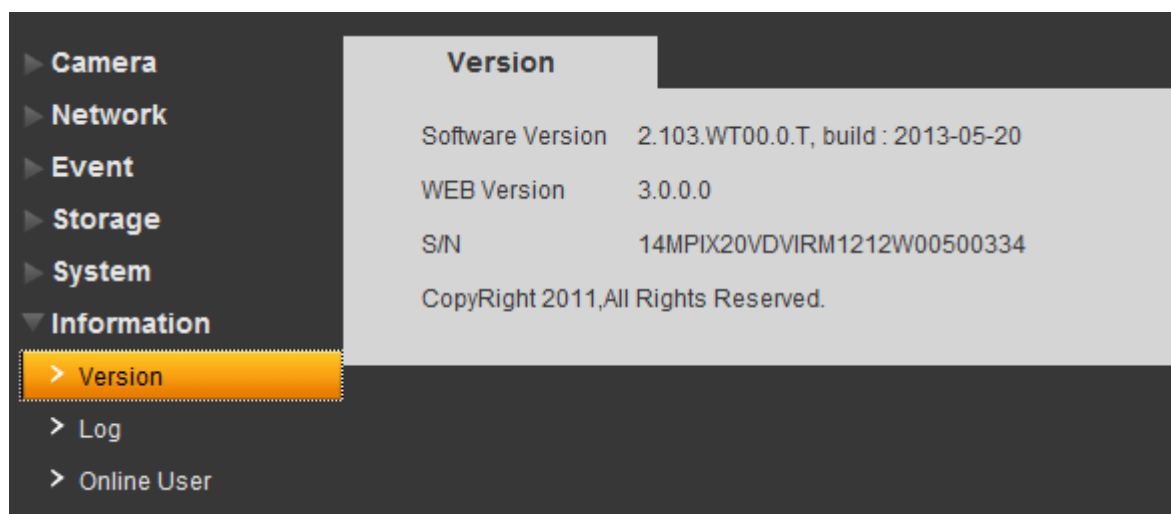 Camera
Network
Event
Storage
System
Information
> Version
> Log
> Online User
Version
Software Version 2.103.WT00.0.T, build : 2013-05-20
WEB Version 3.0.0.0
S/N 14MPIX20VDVIRM1212W00500334
CopyRight 2011,All Rights Reserved.